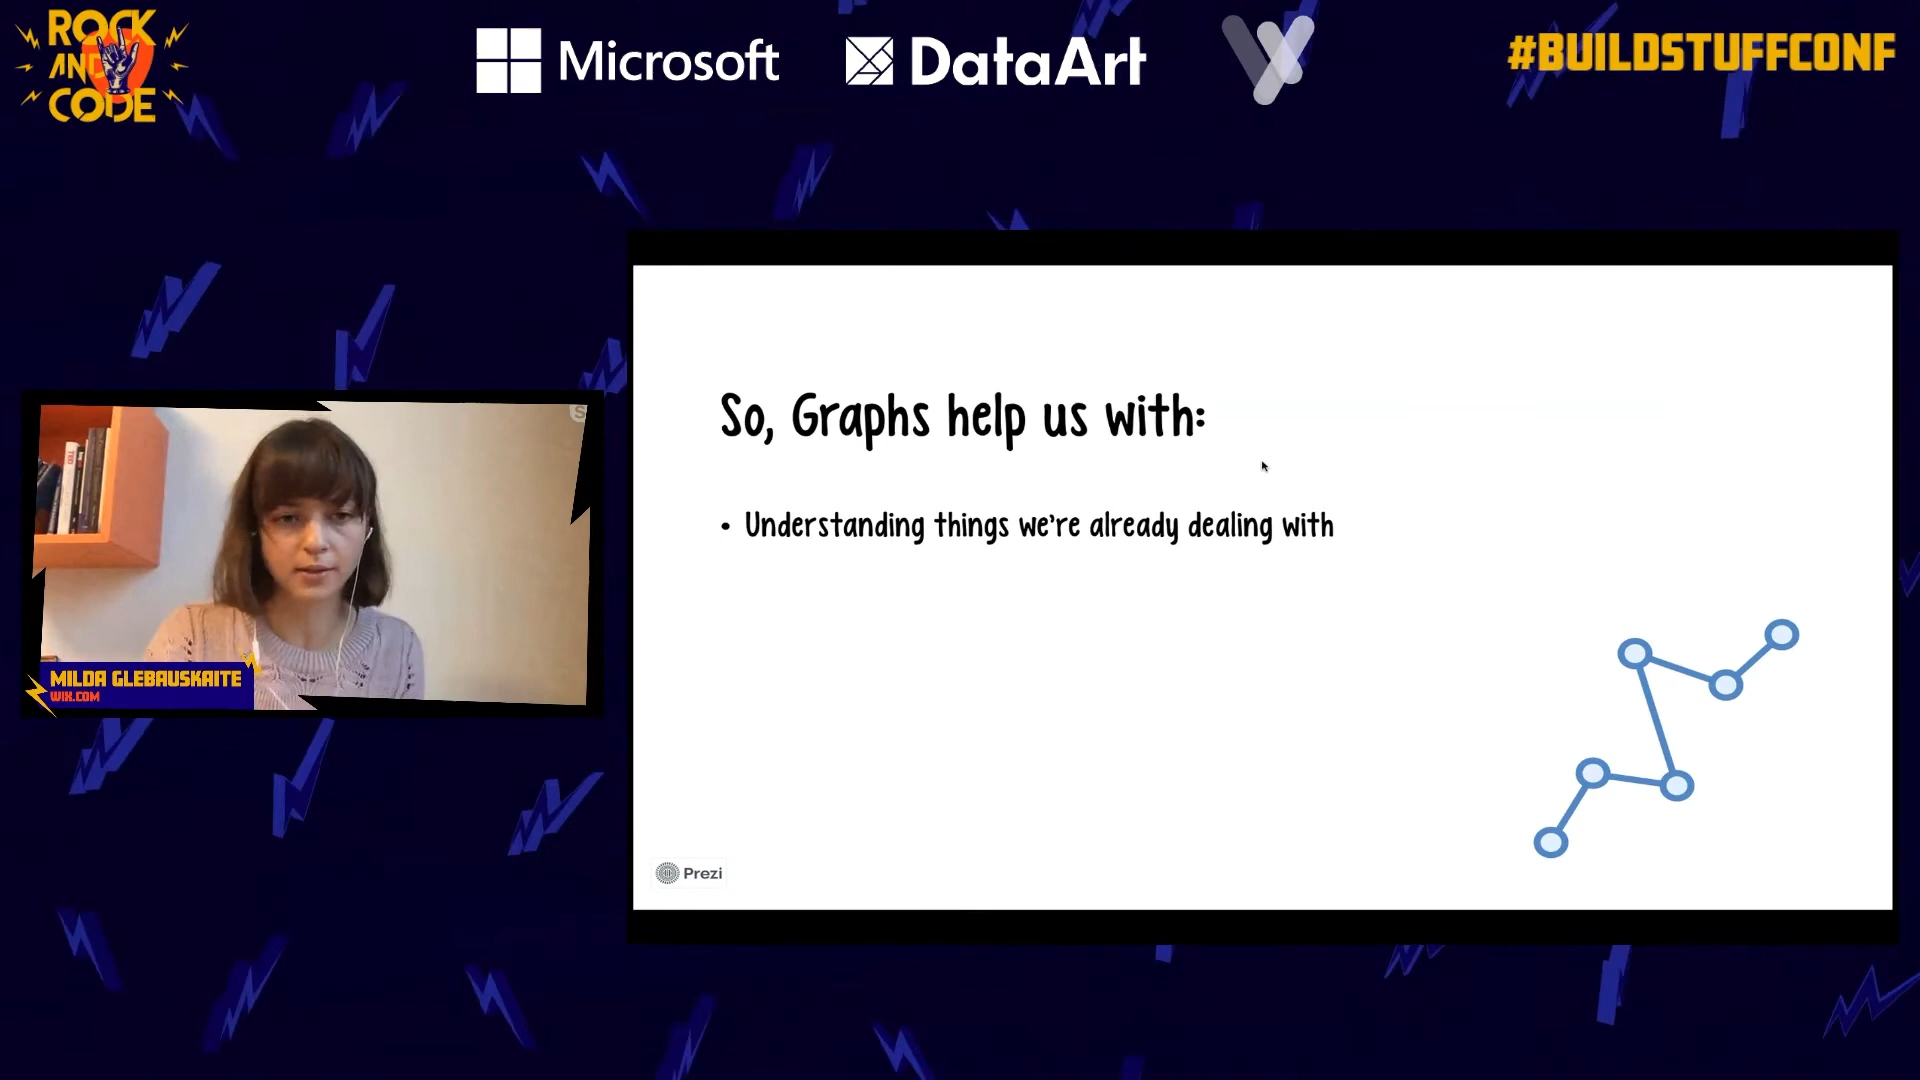 ROCK
AND
CODE
Microsoft
DataArt
#BUILDSTUFFCONF
So, Graphs help us with:
• Understanding things we're already dealing with
MILDA GLEBAUSKAITE
WIX.COM
Prezi